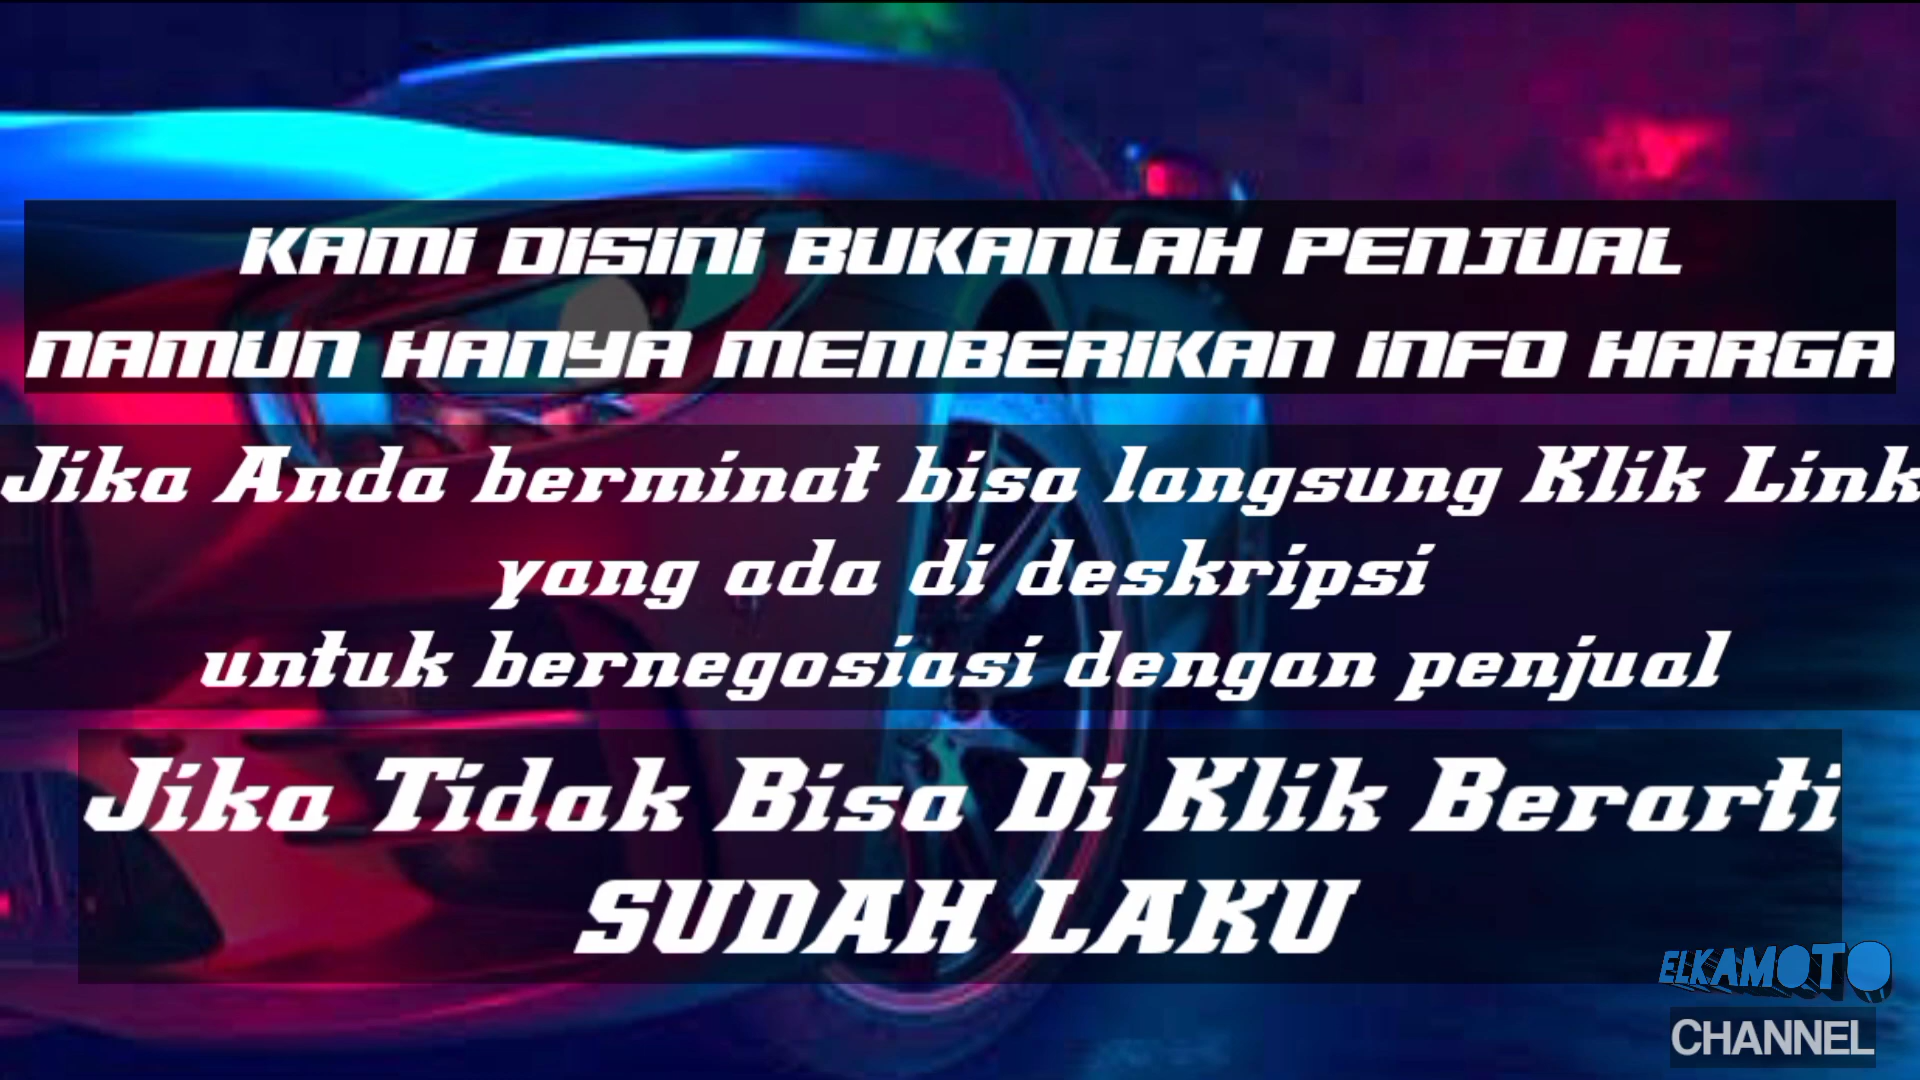 KAMI DISINI BUKANLAH PENJUAL
NAMUN HANYA MEMBERIKAN INFO HARGA
Jika Anda berminat bisa langsung Klik Link
yang ada di deskripsi
untuk bernegosiasi dengan penjual
Jika Tidak Bisa Di Klik Berarti
SUDAH LAKU
ELKAMOTO
CHANNEL